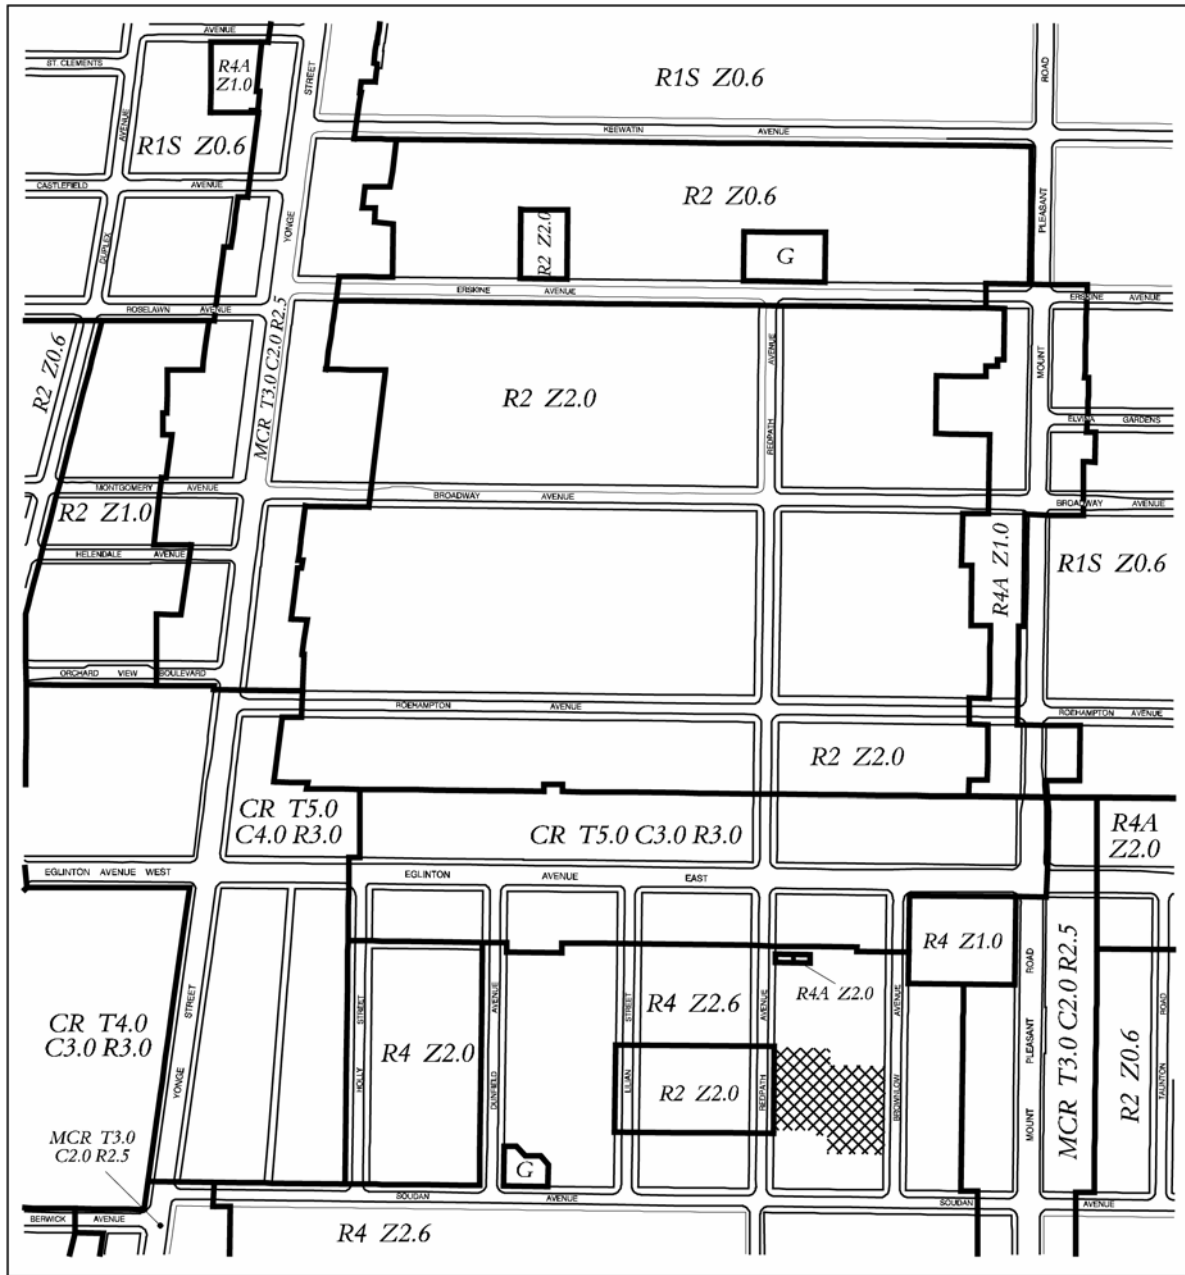 AVENUE
ST. CLEMENTS
R4A
Z1.0
STREET
R1S Z0.6
ROAD
AVENUE
KEEWATIN AVENUE
R1S Z0.6
CASTLEFIELD AVENUE
R2 Z0.6
PLEASANT
YONGE
DUPLEX
R2 Z2.0
G
ERSKINE AVENUE
ERSKINE AVENUE
ROSELAWN AVENUE
MCR T3.0 C2.0 R2.5
R2 Z0.6
AVENUE
MOUNT
R2 Z2.0
REDPATH
ELVINA GARDENS
MONTGOMERY AVENUE
BROADWAY AVENUE
BROADWAY AVENUE
R2 Z1.0
HELENDALE AVENUE
R4A Z1.0
R1S Z0.6
ORCHARD VIEW BOULEVARD
ROEHAMPTON AVENUE
ROEHAMPTON AVENUE
R2 Z2.0
CR T5.0
C4.0 R3.0
CR T5.0 C3.0 R3.0
R4A
Z2.0
EGLINTON AVENUE WEST
EGLINTON AVENUE EAST
R4 Z1.0
ROAD
STREET
STREET
AVENUE
STREET
AVENUE
AVENUE
R4 Z2.6
R4A Z2.0
MCR T3.0 C2.0 R2.5
ROAD
CR T4.0
C3.0 R3.0
R4 Z2.0
PLEASANT
R2 Z0.6
YONGE
HOLLY
DUNFIELD
LILIAN
R2 Z2.0
REDPATH
BROWNLOW
TAUNTON
MOUNT
MCR T3.0
C2.0 R2.5
G
SOUDAN AVENUE
SOUDAN AVENUE
BERWICK AVENUE
R4 Z2.6